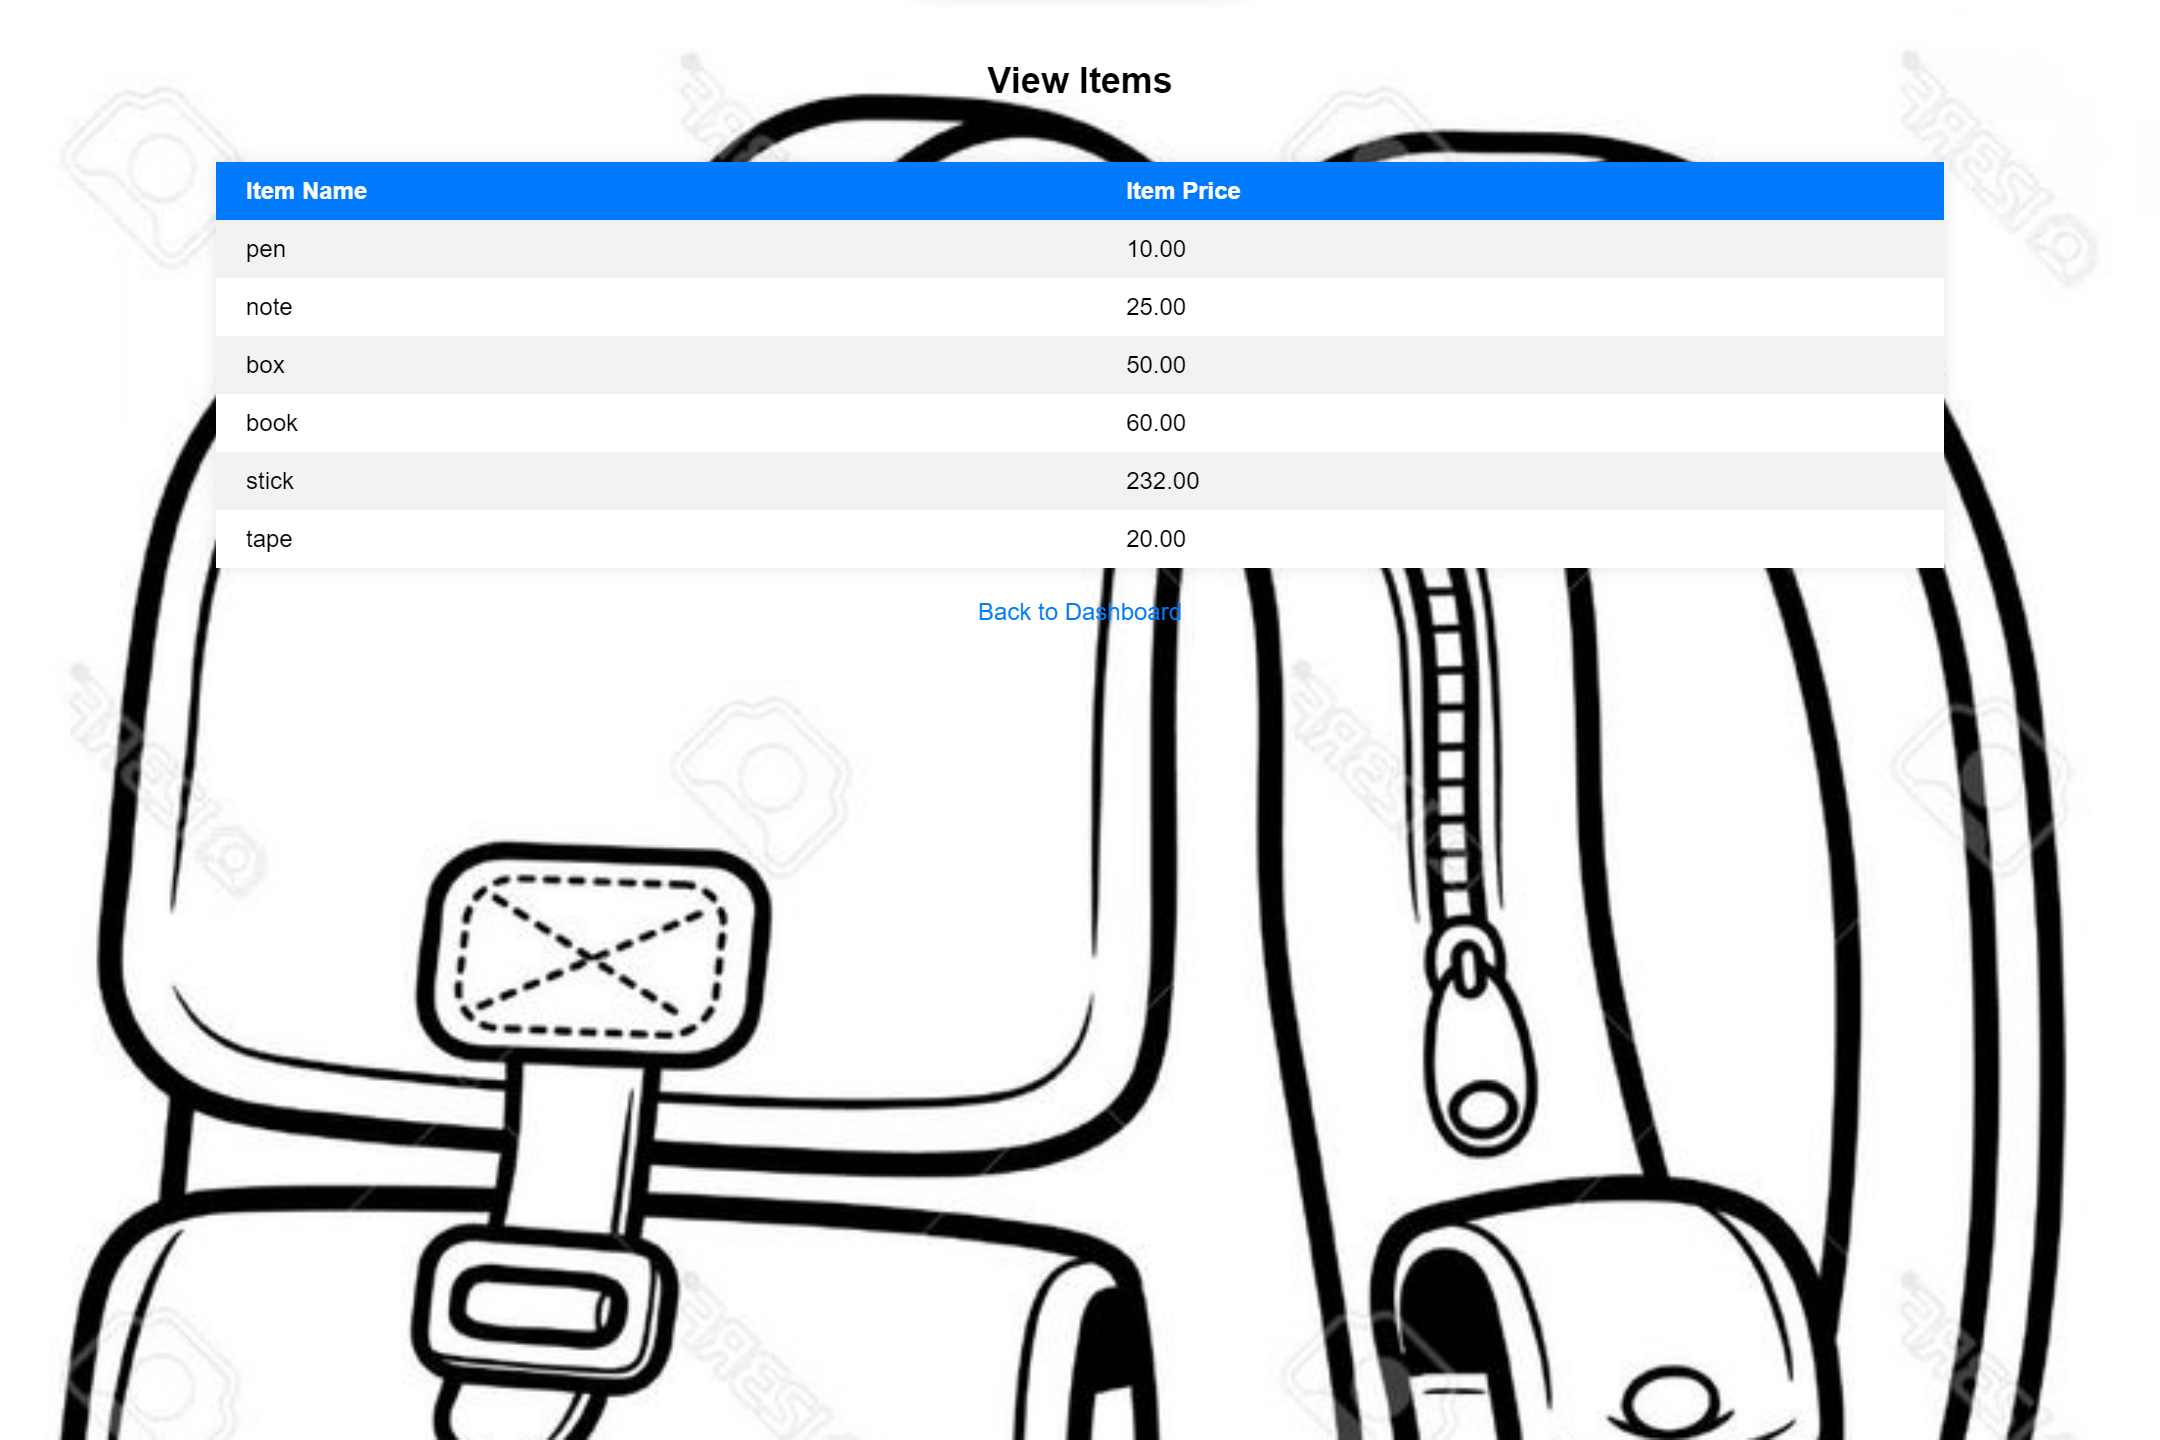 View Items
Item Name Item Price
pen 10.00
note 25.00
box 50.00
book 60.00
stick 232.00
tape 20.00
Back to Dashboard